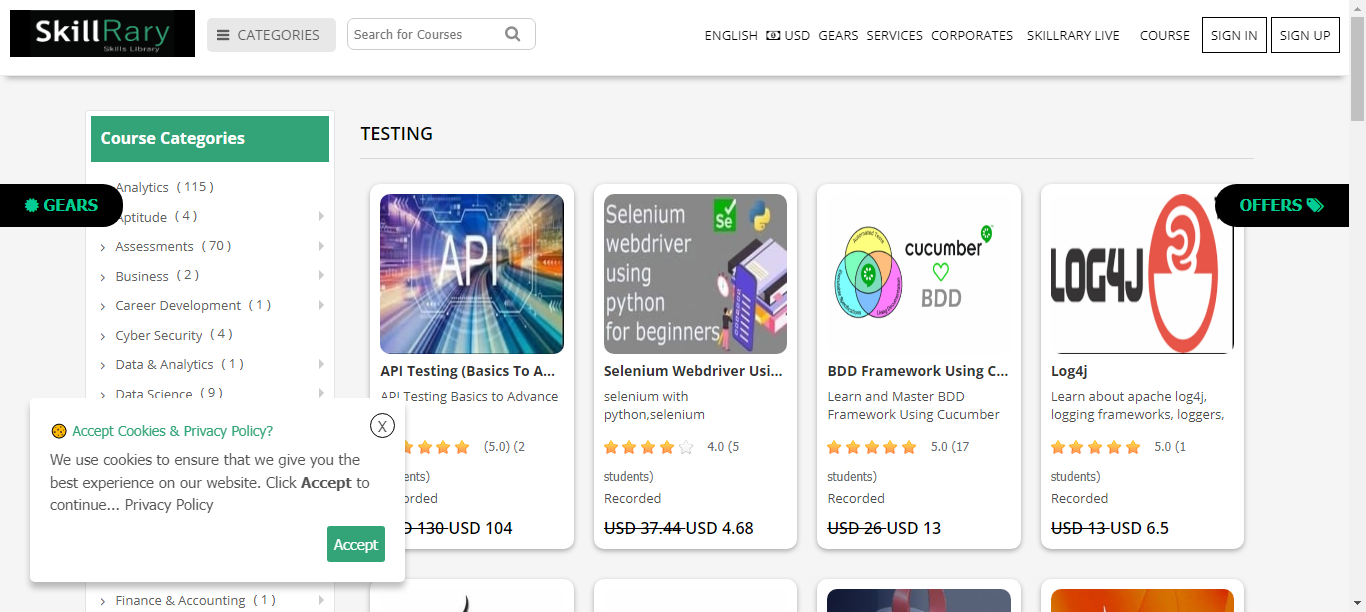 SkillRary
Skills Library
CATEGORIES
Search for Courses
ENGLISH USD GEARS SERVICES CORPORATES SKILLRARY LIVE COURSE SIGN IN SIGN UP
Course Categories
Analytics ( 115 )
Aptitude ( 4 )
Assessments ( 70 )
Business ( 2 )
Career Development ( 1 )
Cyber Security ( 4 )
Data & Analytics ( 1 )
Data Science ( 9 )
Finance & Accounting ( 1 )
GEARS
OFFERS
TESTING
API
API Testing (Basics To A...
API Testing Basics to Advance
(5.0) (2
ents)
orded
130 USD 104
Selenium
webdriver
using
python
for beginners
Se
Selenium Webdriver Usi...
selenium with
python,selenium
4.0 (5
students)
Recorded
USD 37.44 USD 4.68
cucumber
BDD
BDD Framework Using C...
Learn and Master BDD
Framework Using Cucumber
5.0 (17
students)
Recorded
USD 26 USD 13
LOG4J
Log4j
Learn about apache log4j,
logging frameworks, loggers,
5.0 (1
students)
Recorded
USD 13 USD 6.5
Accept Cookies & Privacy Policy?
X
We use cookies to ensure that we give you the
best experience on our website. Click Accept to
continue... Privacy Policy
Accept